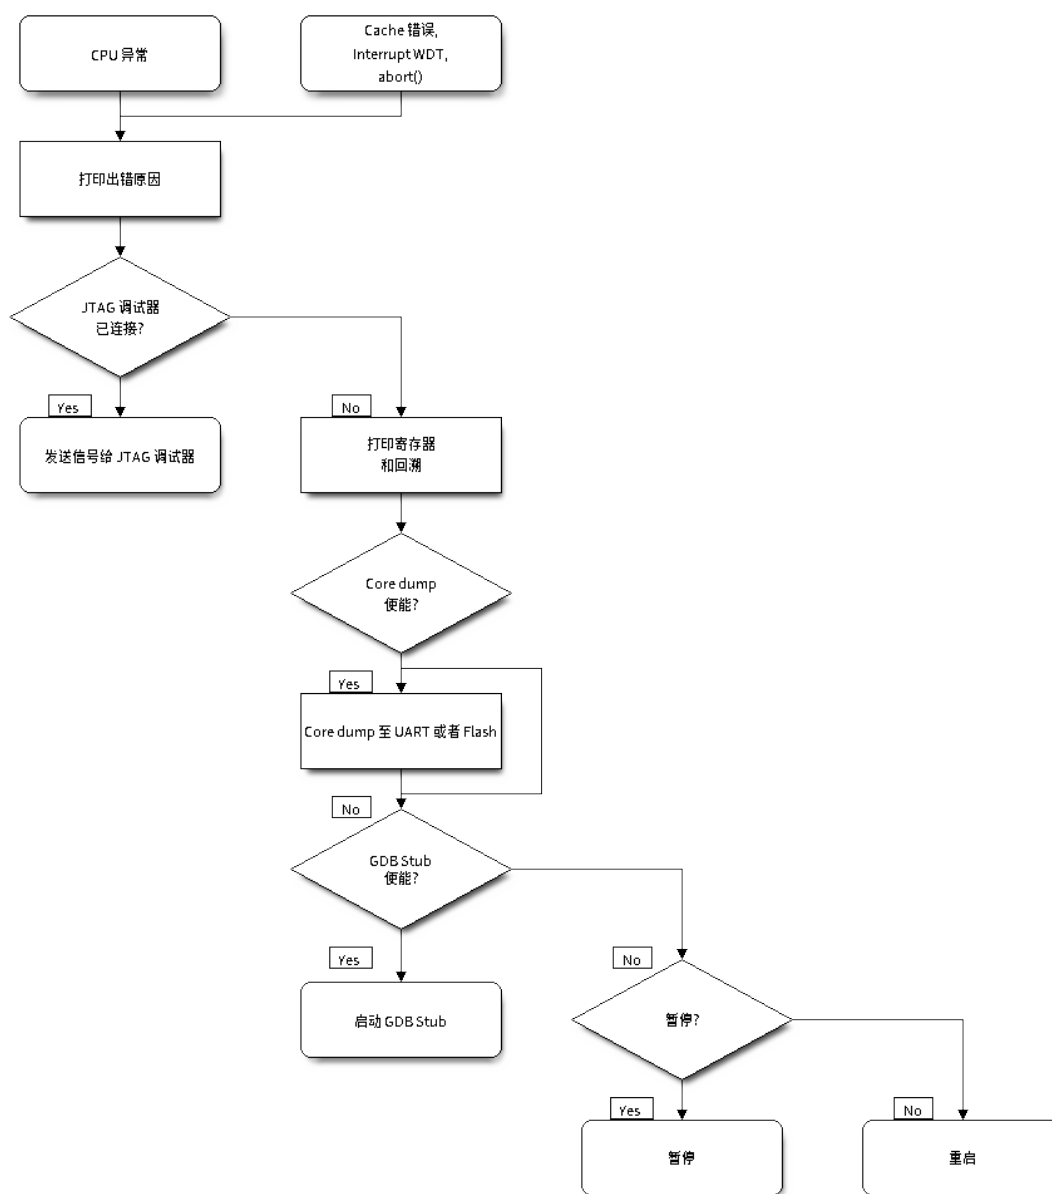 CPU 异常
Cache 错误,
Interrupt WDT,
abort()
打印出错原因
JTAG 调试器
已连接?
Yes
No
发送信号给 JTAG 调试器
打印寄存器
和回溯
Core dump
便能?
Yes
Core dump 至 UART 或者 Flash
No
GDB Stub
便能?
Yes
No
启动 GDB Stub
暂停?
Yes
No
暂停
重启